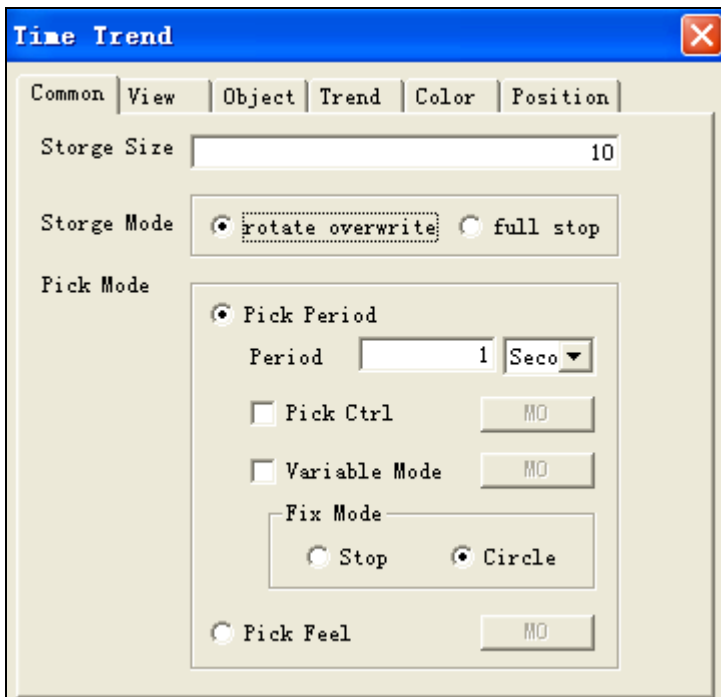 Time Trend
Common View Object Trend Color Position
Storge Size 10
Storge Mode rotate overwrite full stop
Pick Mode
Pick Period
Period 1 Seco
Pick Ctrl M0
Variable Mode M0
Fix Mode
Stop Circle
Pick Feel M0